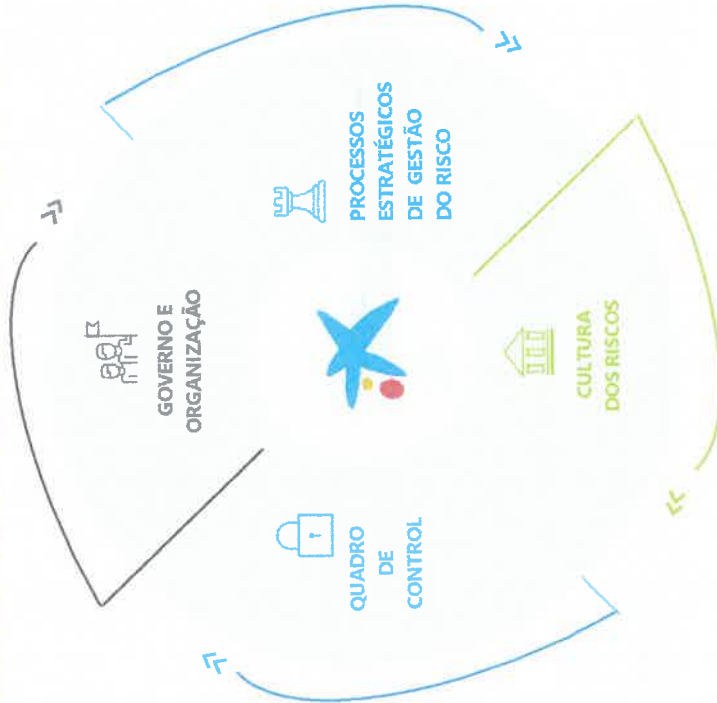 GOVERNO E
ORGANIZAÇÃO
PROCESSOS
ESTRATÉGICOS
DE GESTÃO
DO RISCO
CULTURA
DOS RISCOS
QUADRO
DE
CONTROL